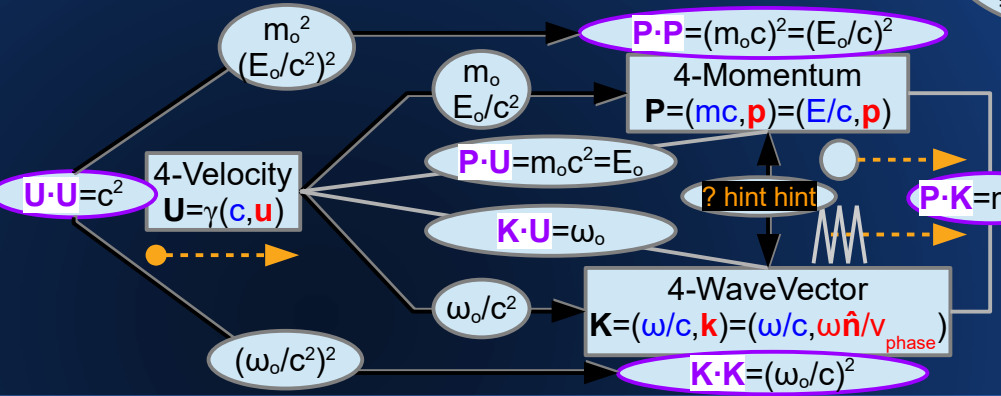 mₒ²
(Eₒ/c²)²
P·P=(mₒc)²=(Eₒ/c)²
mₒ
Eₒ/c²
4-Momentum
P=(mc,p)=(E/c,p)
U·U=c²
4-Velocity
U=γ(c,u)
P·U=mₒc²=Eₒ
? hint hint
P·K=
K·U=ωₒ
ωₒ/c²
4-WaveVector
K=(ω/c,k)=(ω/c,ωn̂/v_phase)
(ωₒ/c²)²
K·K=(ωₒ/c)²